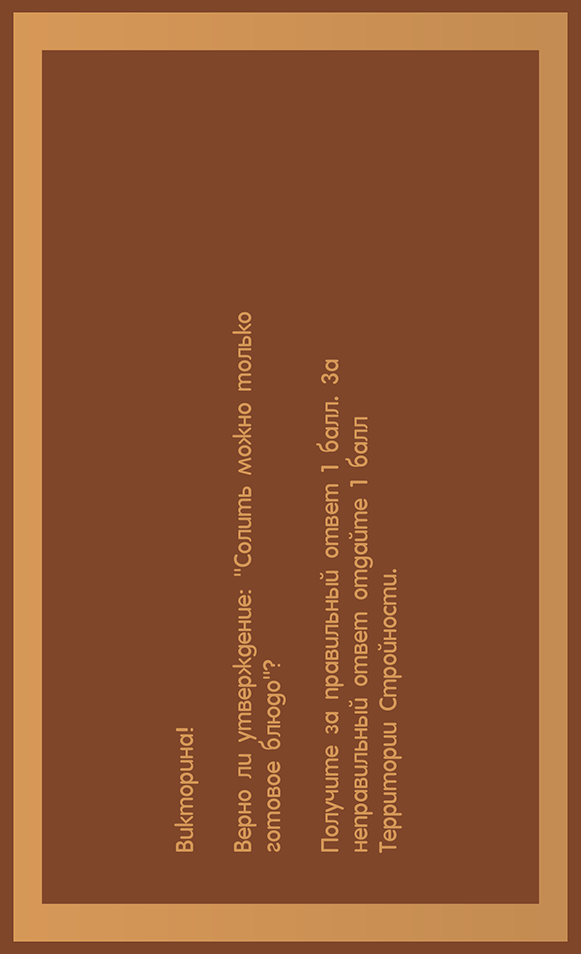 Викторина!
Верно ли утверждение: "Солить можно только
готовое блюдо"?
Получите за правильный ответ 1 балл. За
неправильный ответ отдайте 1 балл
Территории Стройности.